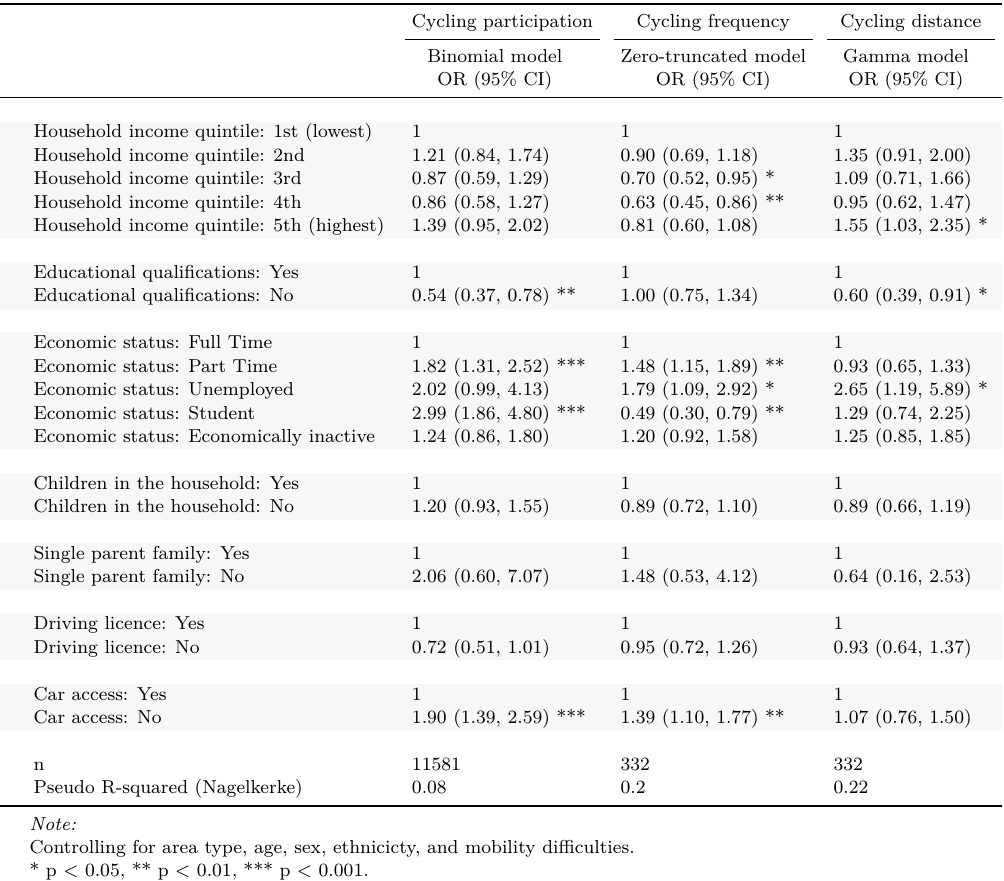 Cycling participation Cycling frequency Cycling distance
Binomial model Zero-truncated model Gamma model
OR (95% CI) OR (95% CI) OR (95% CI)
Household income quintile: 1st (lowest) 1 1 1
Household income quintile: 2nd 1.21 (0.84, 1.74) 0.90 (0.69, 1.18) 1.35 (0.91, 2.00)
Household income quintile: 3rd 0.87 (0.59, 1.29) 0.70 (0.52, 0.95) * 1.09 (0.71, 1.66)
Household income quintile: 4th 0.86 (0.58, 1.27) 0.63 (0.45, 0.86) ** 0.95 (0.62, 1.47)
Household income quintile: 5th (highest) 1.39 (0.95, 2.02) 0.81 (0.60, 1.08) 1.55 (1.03, 2.35) *
Educational qualifications: Yes 1 1 1
Educational qualifications: No 0.54 (0.37, 0.78) ** 1.00 (0.75, 1.34) 0.60 (0.39, 0.91) *
Economic status: Full Time 1 1 1
Economic status: Part Time 1.82 (1.31, 2.52) *** 1.48 (1.15, 1.89) ** 0.93 (0.65, 1.33)
Economic status: Unemployed 2.02 (0.99, 4.13) 1.79 (1.09, 2.92) * 2.65 (1.19, 5.89) *
Economic status: Student 2.99 (1.86, 4.80) *** 0.49 (0.30, 0.79) ** 1.29 (0.74, 2.25)
Economic status: Economically inactive 1.24 (0.86, 1.80) 1.20 (0.92, 1.58) 1.25 (0.85, 1.85)
Children in the household: Yes 1 1 1
Children in the household: No 1.20 (0.93, 1.55) 0.89 (0.72, 1.10) 0.89 (0.66, 1.19)
Single parent family: Yes 1 1 1
Single parent family: No 2.06 (0.60, 7.07) 1.48 (0.53, 4.12) 0.64 (0.16, 2.53)
Driving licence: Yes 1 1 1
Driving licence: No 0.72 (0.51, 1.01) 0.95 (0.72, 1.26) 0.93 (0.64, 1.37)
Car access: Yes 1 1 1
Car access: No 1.90 (1.39, 2.59) *** 1.39 (1.10, 1.77) ** 1.07 (0.76, 1.50)
n 11581 332 332
Pseudo R-squared (Nagelkerke) 0.08 0.2 0.22
Note:
Controlling for area type, age, sex, ethnicicty, and mobility difficulties.
* p < 0.05, ** p < 0.01, *** p < 0.001.